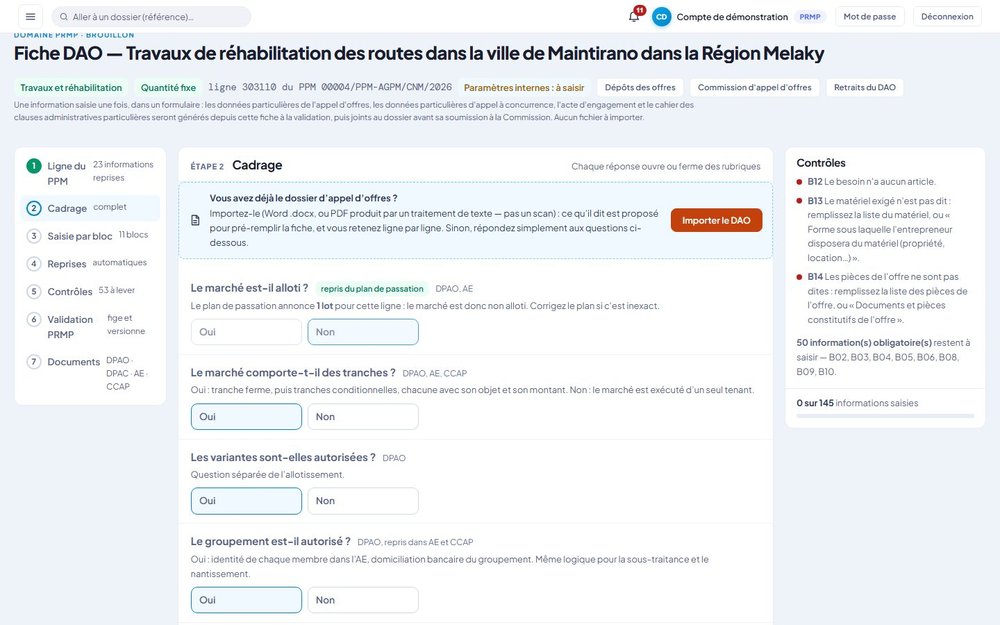 Aller à un dossier (référence)…
11
CD
Compte de démonstration
PRMP
Mot de passe
Déconnexion
DOMAINE PRMP · BROUILLON
Fiche DAO — Travaux de réhabilitation des routes dans la ville de Maintirano dans la Région Melaky
Travaux et réhabilitation
Quantité fixe
ligne 303110 du PPM 00004/PPM-AGPM/CNM/2026
Paramètres internes : à saisir
Dépôts des offres
Commission d'appel d'offres
Retraits du DAO
Une information saisie une fois, dans un formulaire : les données particulières de l'appel d'offres, les données particulières d'appel à concurrence, l'acte d'engagement et le cahier des
clauses administratives particulières seront générés depuis cette fiche à la validation, puis joints au dossier avant sa soumission à la Commission. Aucun fichier à importer.
1
Ligne du
PPM
23 informations
reprises
2
Cadrage
complet
3
Saisie par bloc
11 blocs
4
Reprises
automatiques
5
Contrôles
53 à lever
6
Validation
PRMP
fige et
versionne
7
Documents
DPAO ·
DPAC · AE ·
CCAP
ÉTAPE 2
Cadrage
Chaque réponse ouvre ou ferme des rubriques
Vous avez déjà le dossier d’appel d’offres ?
Importez-le (Word .docx, ou PDF produit par un traitement de texte — pas un scan) : ce qu’il dit est proposé
pour pré-remplir la fiche, et vous retenez ligne par ligne. Sinon, répondez simplement aux questions ci-
dessous.
Importer le DAO
Le marché est-il alloti ?
repris du plan de passation
DPAO, AE
Le plan de passation annonce 1 lot pour cette ligne : le marché est donc non alloti. Corrigez le plan si c'est inexact.
Oui
Non
Le marché comporte-t-il des tranches ?
DPAO, AE, CCAP
Oui : tranche ferme, puis tranches conditionnelles, chacune avec son objet et son montant. Non : le marché est exécuté d’un seul tenant.
Oui
Non
Les variantes sont-elles autorisées ?
DPAO
Question séparée de l’allotissement.
Oui
Non
Le groupement est-il autorisé ?
DPAO, repris dans AE et CCAP
Oui : identité de chaque membre dans l’AE, domiciliation bancaire du groupement. Même logique pour la sous-traitance et le
nantissement.
Oui
Non
Contrôles
B12 Le besoin n'a aucun article.
B13 Le matériel exigé n'est pas dit :
remplissez la liste du matériel, ou «
Forme sous laquelle l'entrepreneur
disposera du matériel (propriété,
location…) ».
B14 Les pièces de l'offre ne sont pas
dites : remplissez la liste des pièces de
l'offre, ou « Documents et pièces
constitutifs de l'offre ».
50 information(s) obligatoire(s) restent à
saisir — B02, B03, B04, B05, B06, B08,
B09, B10.
0 sur 145 informations saisies